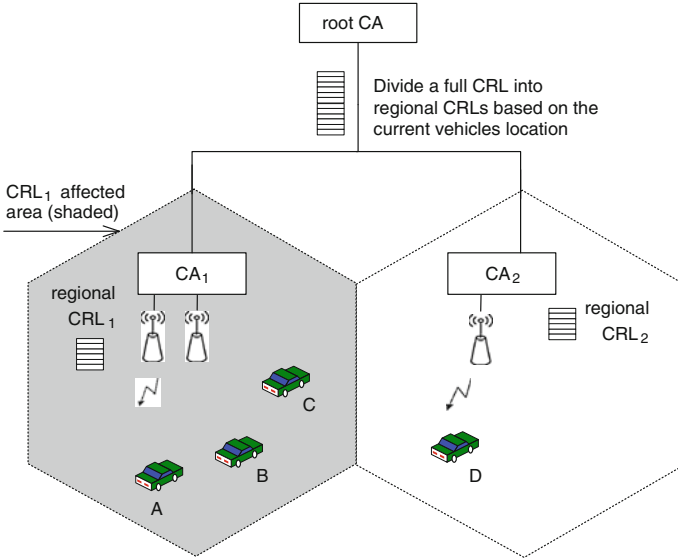 root CA
Divide a full CRL into
regional CRLs based on the
current vehicles location
CRL1 affected
area (shaded)
CA1
CA2
regional
CRL1
regional
CRL2
C
B
D
A